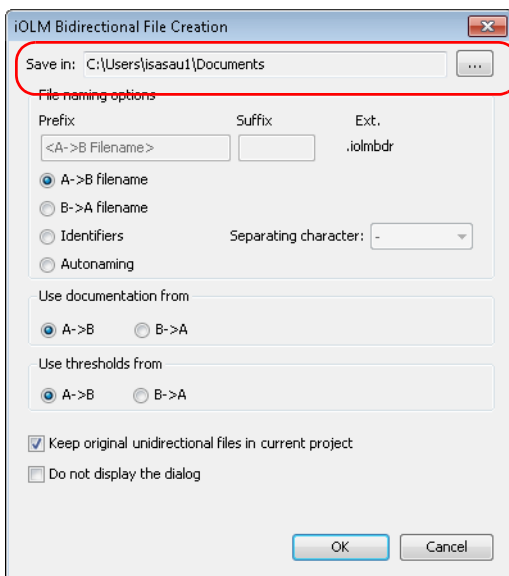 iOLM Bidirectional File Creation
Save in: C:\Users\isasau1\Documents ...
File naming options
Prefix Suffix Ext.
<A->B Filename> .iolmbdr
A->B filename
B->A filename
Identifiers Separating character: -
Autonaming
Use documentation from
A->B B->A
Use thresholds from
A->B B->A
Keep original unidirectional files in current project
Do not display the dialog
OK Cancel